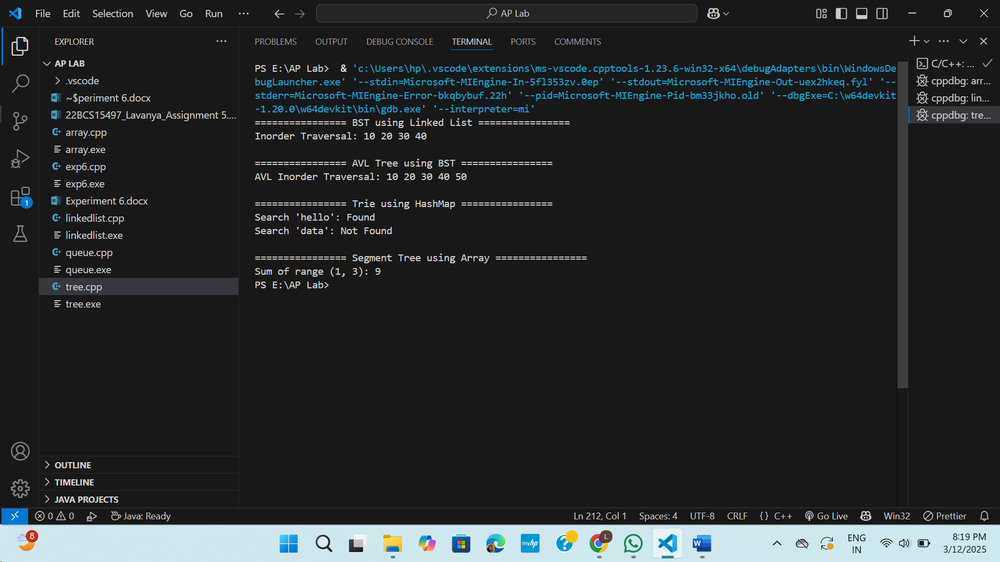 File Edit Selection View Go Run ···
AP Lab
EXPLORER
AP LAB
.vscode
~$periment 6.docx
22BCS15497_Lavanya_Assignment 5....
array.cpp
array.exe
exp6.cpp
exp6.exe
Experiment 6.docx
linkedlist.cpp
linkedlist.exe
queue.cpp
queue.exe
tree.cpp
tree.exe
OUTLINE
TIMELINE
JAVA PROJECTS
1
PROBLEMS OUTPUT DEBUG CONSOLE TERMINAL PORTS COMMENTS
PS E:\AP Lab>  & 'c:\Users\hp\.vscode\extensions\ms-vscode.cpptools-1.23.6-win32-x64\debugAdapters\bin\WindowsDe
bugLauncher.exe' '--stdin=Microsoft-MIEngine-In-5fl353zv.0ep' '--stdout=Microsoft-MIEngine-Out-uex2hkeq.fyl' '--
stderr=Microsoft-MIEngine-Error-bkqbybuf.22h' '--pid=Microsoft-MIEngine-Pid-bm33jkho.old' '--dbgExe=C:\w64devkit
-1.20.0\w64devkit\bin\gdb.exe' '--interpreter=mi'
================ BST using Linked List ================
Inorder Traversal: 10 20 30 40
================ AVL Tree using BST ================
AVL Inorder Traversal: 10 20 30 40 50
================ Trie using HashMap ================
Search 'hello': Found
Search 'data': Not Found
================ Segment Tree using Array ================
Sum of range (1, 3): 9
PS E:\AP Lab>
C/C++: ...
cppdbg: arr...
cppdbg: lin...
cppdbg: tre...
0 0 Java: Ready Ln 212, Col 1 Spaces: 4 UTF-8 CRLF {} C++ Go Live Win32 Prettier
8 myhp ? L W ENG 8:19 PM
IN 3/12/2025